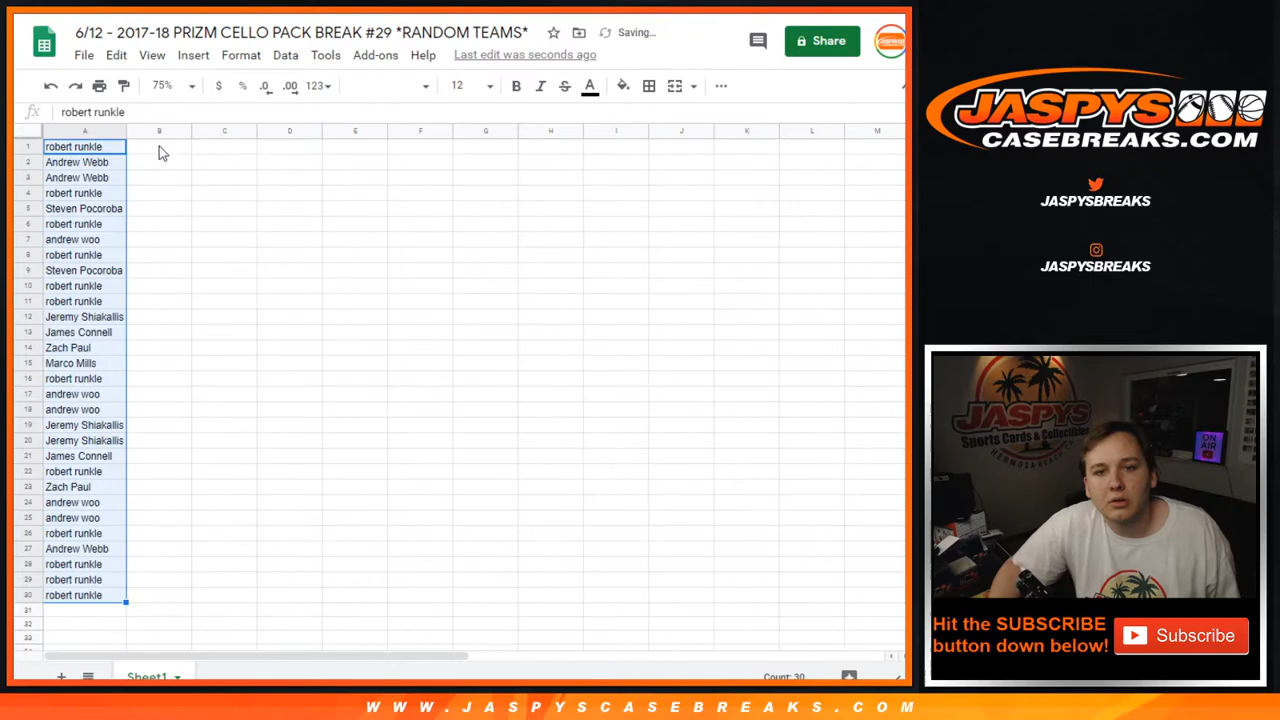 6/12 - 2017-18 PRIZM CELLO PACK BREAK #29 *RANDOM TEAMS*
Saving...
Share
File Edit View Insert Format Data Tools Add-ons Help Last edit was seconds ago
75% $ % .0 .00 123 12 B I S A
fx robert runkle
A B C D E F G H I J K L M
1 robert runkle
2 Andrew Webb
3 Andrew Webb
4 robert runkle
5 Steven Pocoroba
6 robert runkle
7 andrew woo
8 robert runkle
9 Steven Pocoroba
10 robert runkle
11 robert runkle
12 Jeremy Shiakallis
13 James Connell
14 Zach Paul
15 Marco Mills
16 robert runkle
17 andrew woo
18 andrew woo
19 Jeremy Shiakallis
20 Jeremy Shiakallis
21 James Connell
22 robert runkle
23 Zach Paul
24 andrew woo
25 andrew woo
26 robert runkle
27 Andrew Webb
28 robert runkle
29 robert runkle
30 robert runkle
31
32
33
Sheet1
Count: 30
JASPYS
CASEBREAKS.COM
JASPYSBREAKS
JASPYSBREAKS
JASPYS
Sports Cards & Collectibles
HERMOSA BEACH, CA
ON
AIR
Hit the SUBSCRIBE
button down below!
Subscribe
WWW.JASPYSCASEBREAKS.COM